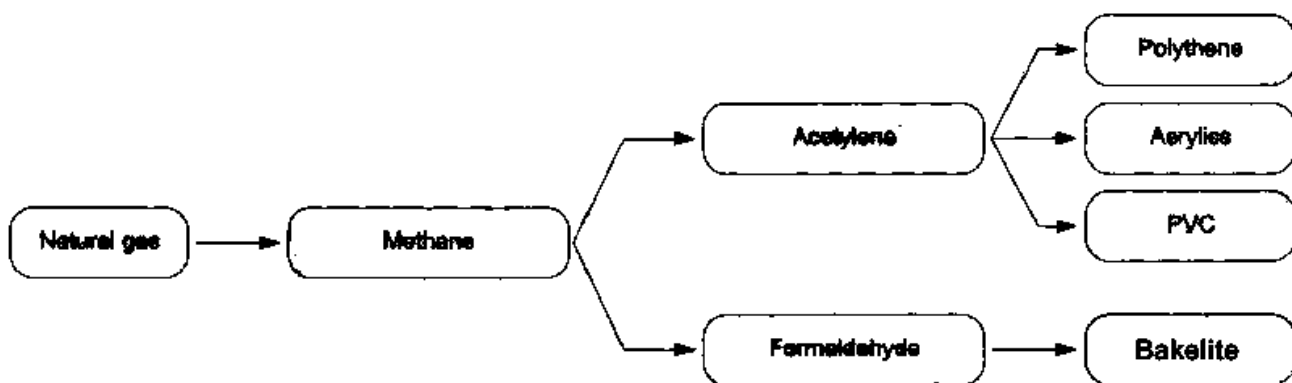 Polythene
Acetylene
Acrylics
Natural gas
Methane
PVC
Formaldehyde
Bakelite